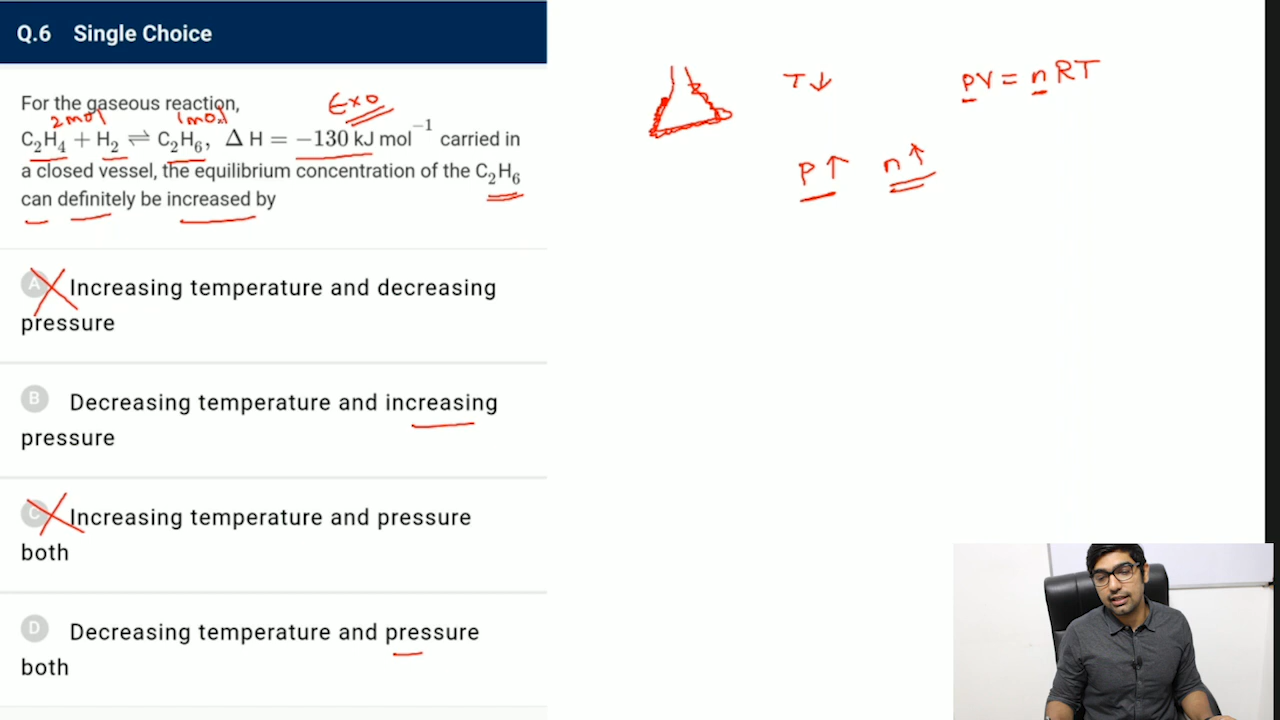 Q.6 Single Choice
For the gaseous reaction,
Exo
2mol 1mol
C₂H₄ + H₂ ⇌ C₂H₆, Δ H = −130 kJ mol⁻¹ carried in
a closed vessel, the equilibrium concentration of the C₂H₆
can definitely be increased by
A Increasing temperature and decreasing
pressure
B Decreasing temperature and increasing
pressure
C Increasing temperature and pressure
both
D Decreasing temperature and pressure
both
T↓ PV = nRT
P↑ n↑